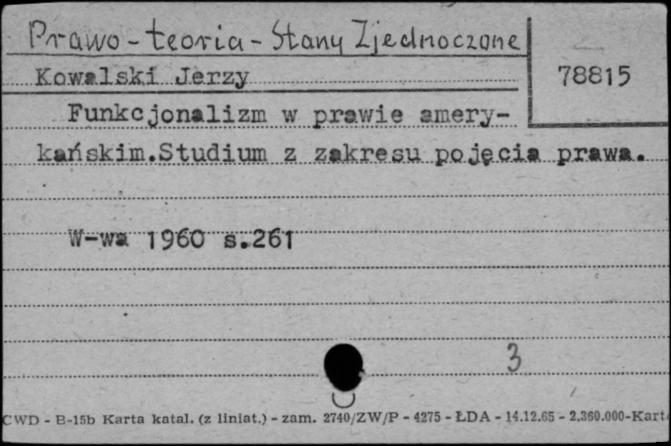 Prawo - teoria - Stany Zjednoczone
Kowalski Jerzy
78815
Funkcjonalizm w prawie amery-
kańskim.Studium z zakresu pojęcia prawa.
W-wa 1960 s.261
3
CWD - B-15b Karta katal. (z liniat.) - zam. 2740/ZW/P - 4275 - ŁDA - 14.12.65 - 2.360.000-Kart